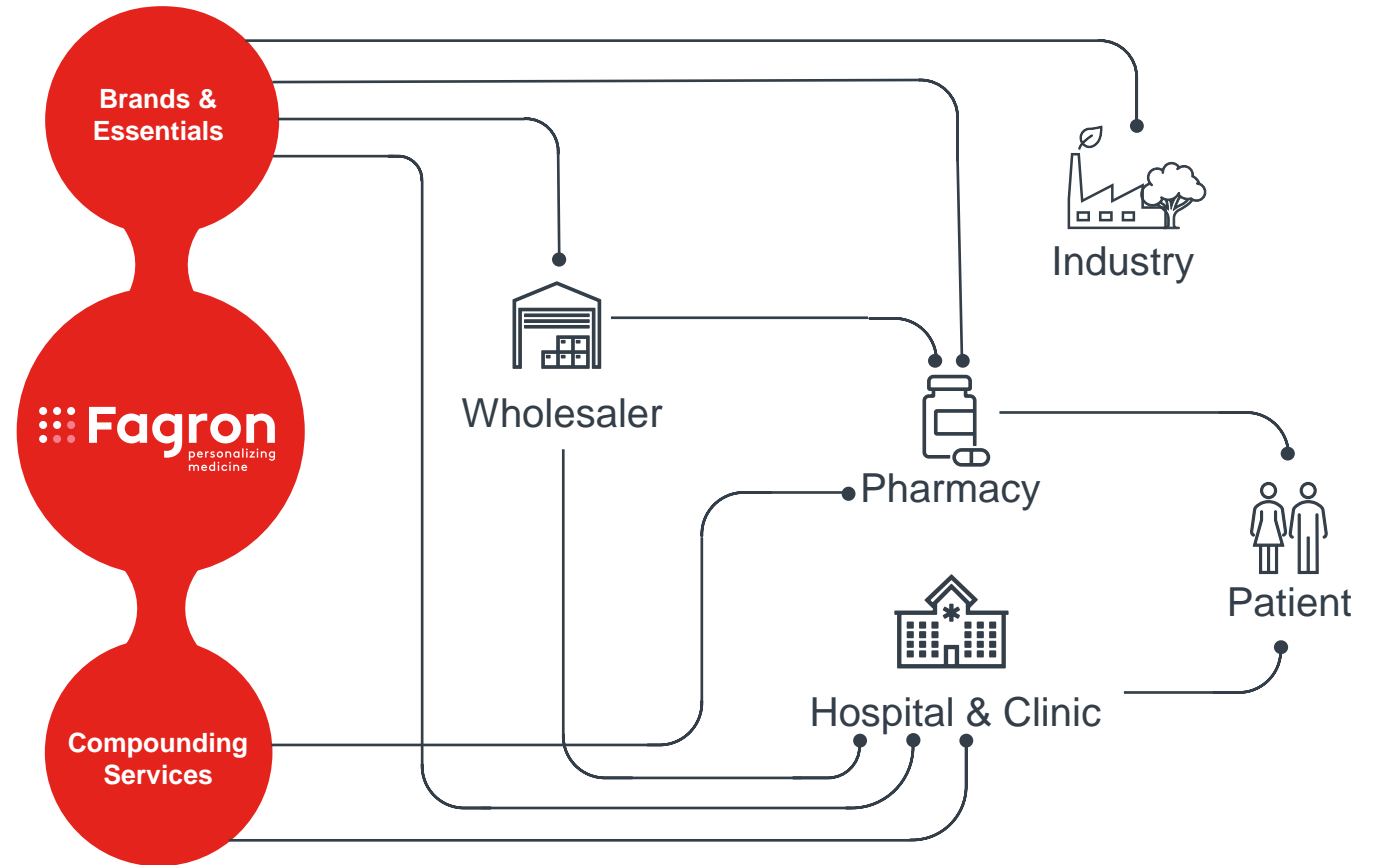 Brands &
Essentials
Industry
Fagron
personalizing
medicine
Wholesaler
Pharmacy
Patient
Hospital & Clinic
Compounding
Services